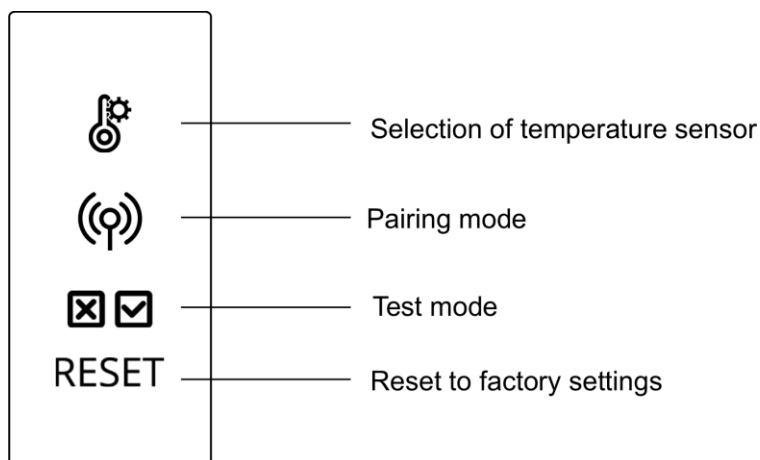 Selection of temperature sensor
Pairing mode
Test mode
RESET
Reset to factory settings